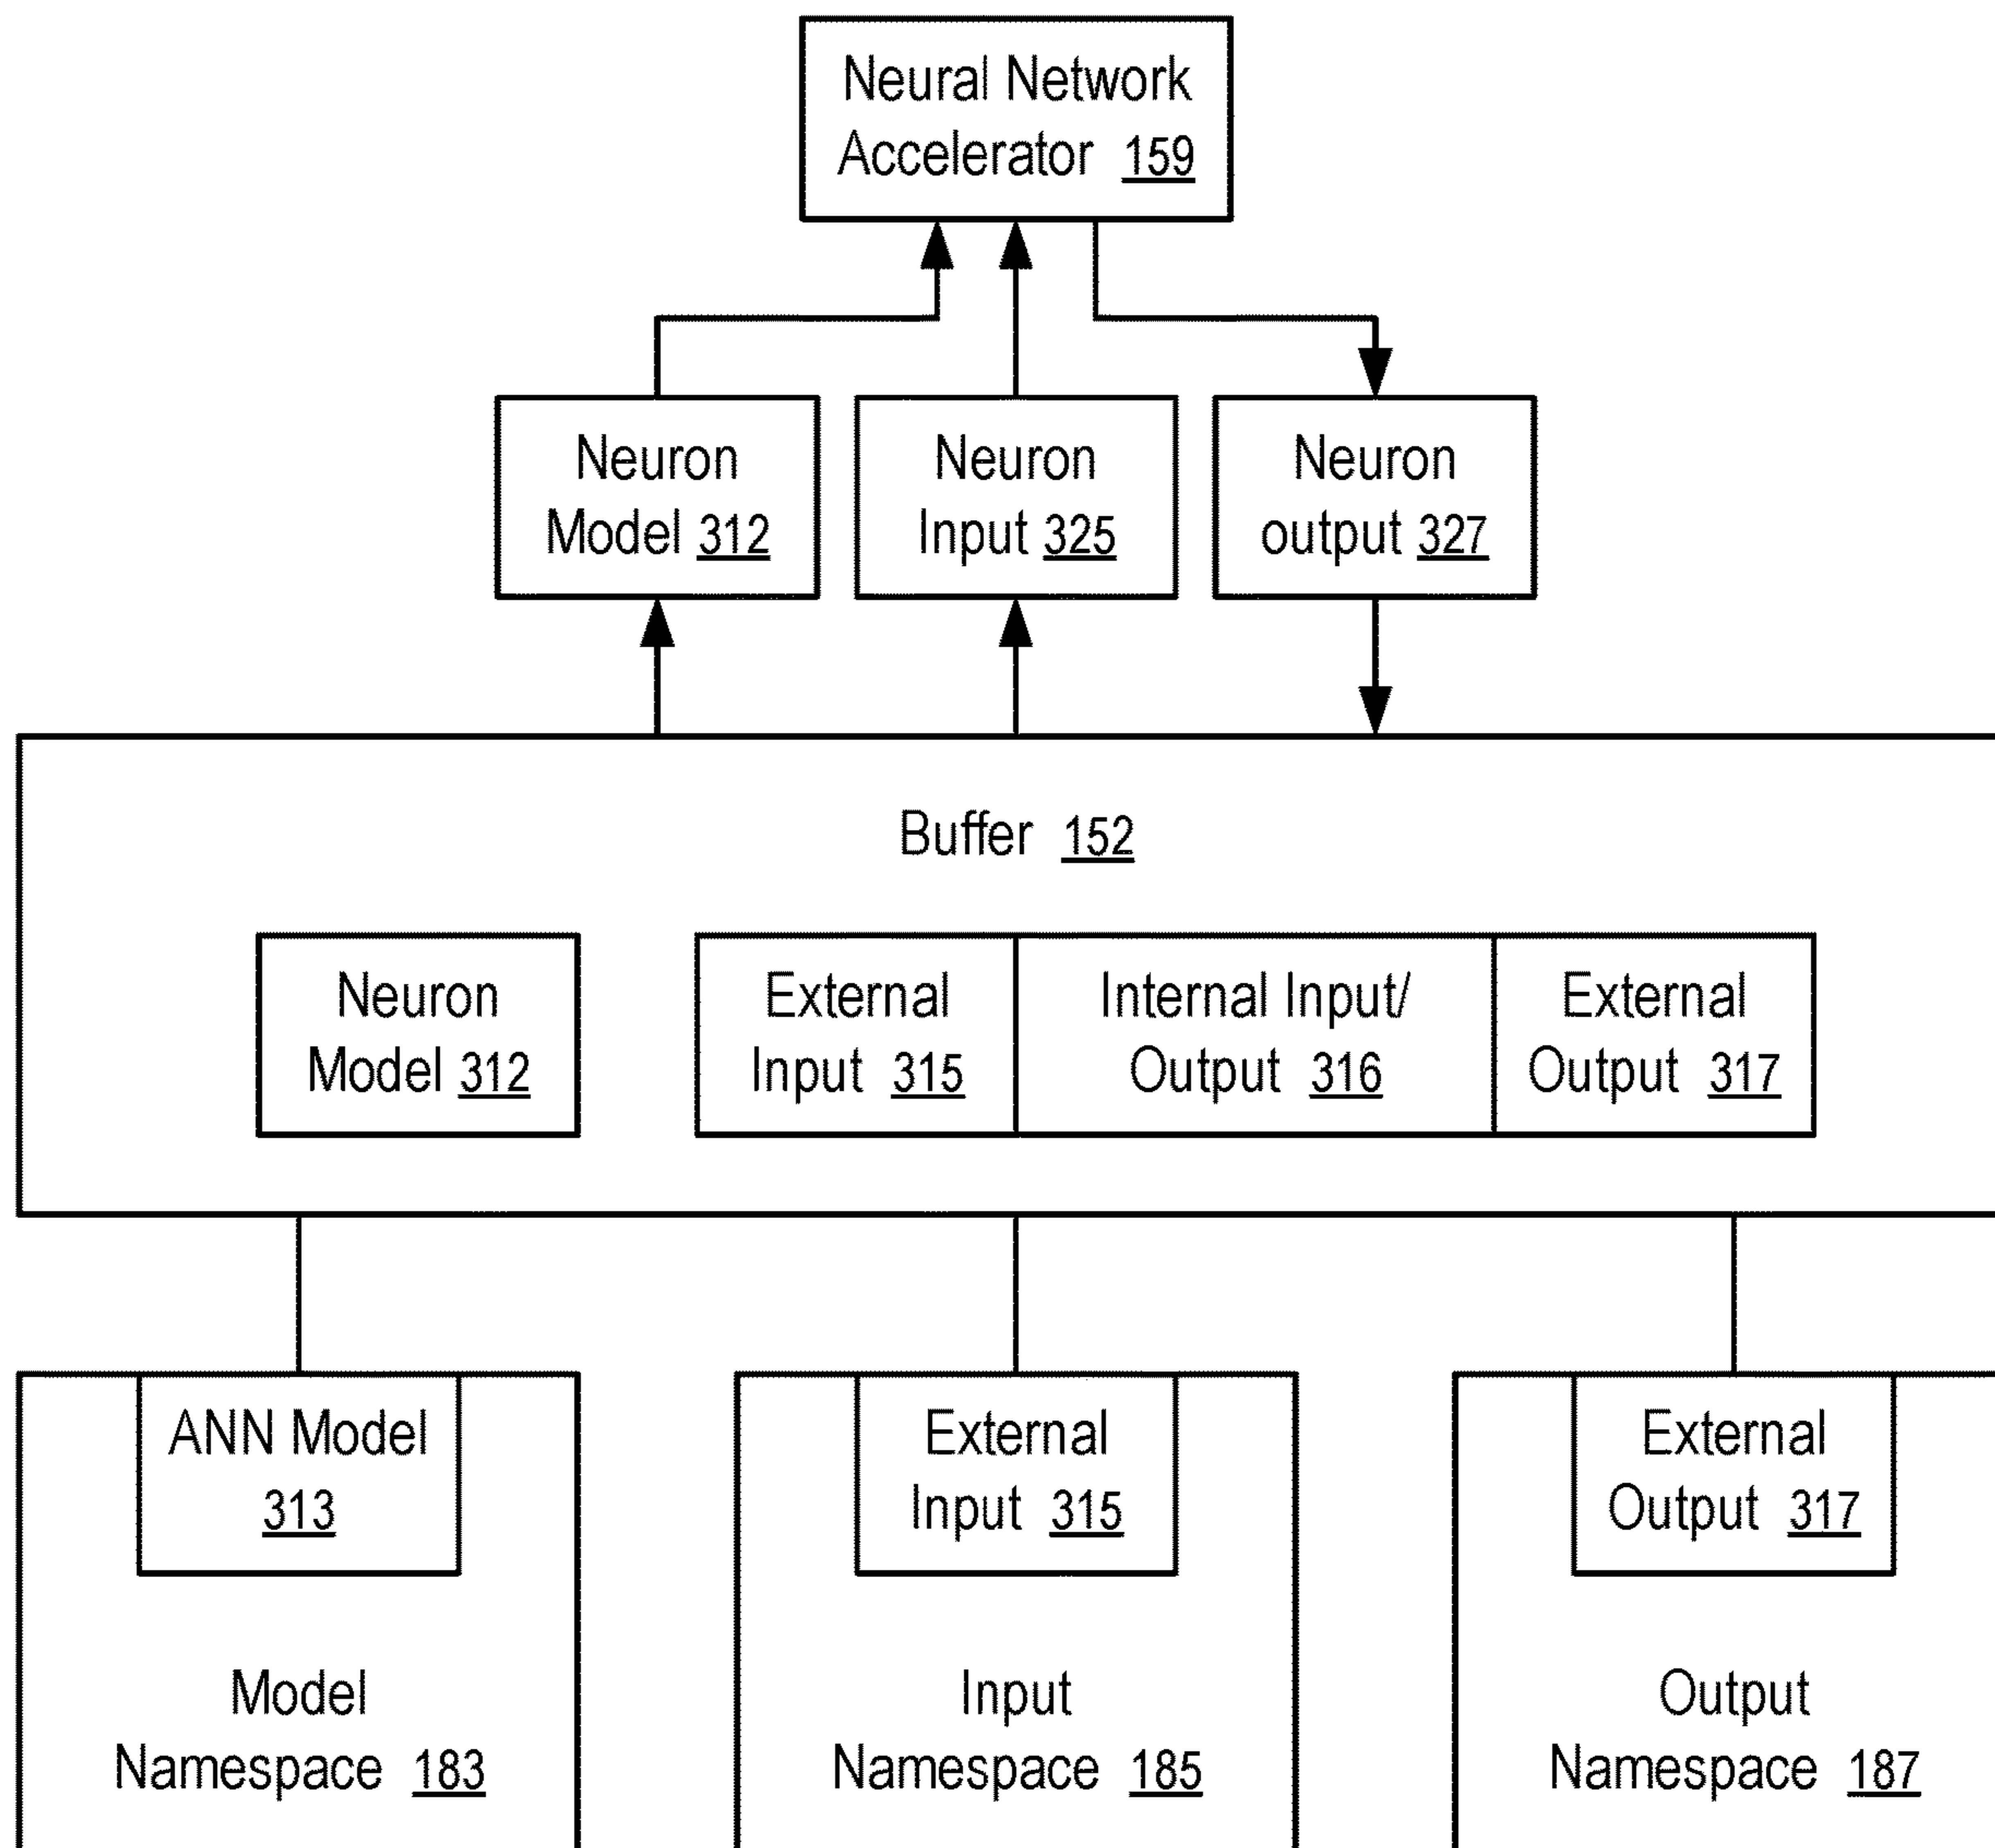 Neural Network
Accelerator 159
Neuron
Model 312
Neuron
Input 325
Neuron
output 327
Buffer 152
Neuron
Model 312
External
Input 315
Internal Input/
Output 316
External
Output 317
ANN Model
313
Model
Namespace 183
External
Input 315
Input
Namespace 185
External
Output 317
Output
Namespace 187